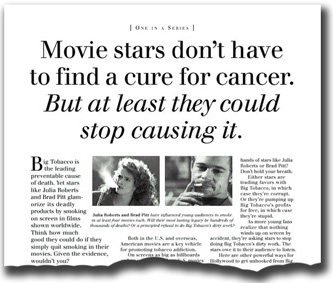 [ One in a Series ]
Movie stars don't have
to find a cure for cancer.
But at least they could
stop causing it.
Big Tobacco is
the leading
preventable cause
of death. Yet stars
like Julia Roberts
and Brad Pitt glam-
orize its deadly
products by smoking
on screen in films
shown worldwide.
Think how much
good they could do if they
simply quit smoking in their
movies. Given the evidence,
wouldn't you?
Julia Roberts and Brad Pitt have influenced young audiences to smoke
in at least four movies each. Will their most lasting legacy be hundreds of
thousands of deaths? Or a principled refusal to do Big Tobacco's dirty work?
Both in the U.S. and overseas,
American movies are a key
vehicle for promoting tobacco
addiction.
On screens as big as billboards
movies
hands of stars like Julia
Roberts or Brad Pitt?
Don't hold your breath.
Either stars are
trading favors with
Big Tobacco, in which
case they're corrupt.
Or they're pumping up
Big Tobacco's profits
for free, in which case
they're stupid.
As more young fans
realize that nothing
winds up on screen by
accident, they're asking stars to stop
doing Big Tobacco's dirty work. The
stars owe it to their audience to listen.
Here are other powerful ways for
Hollywood to get unhooked from Big